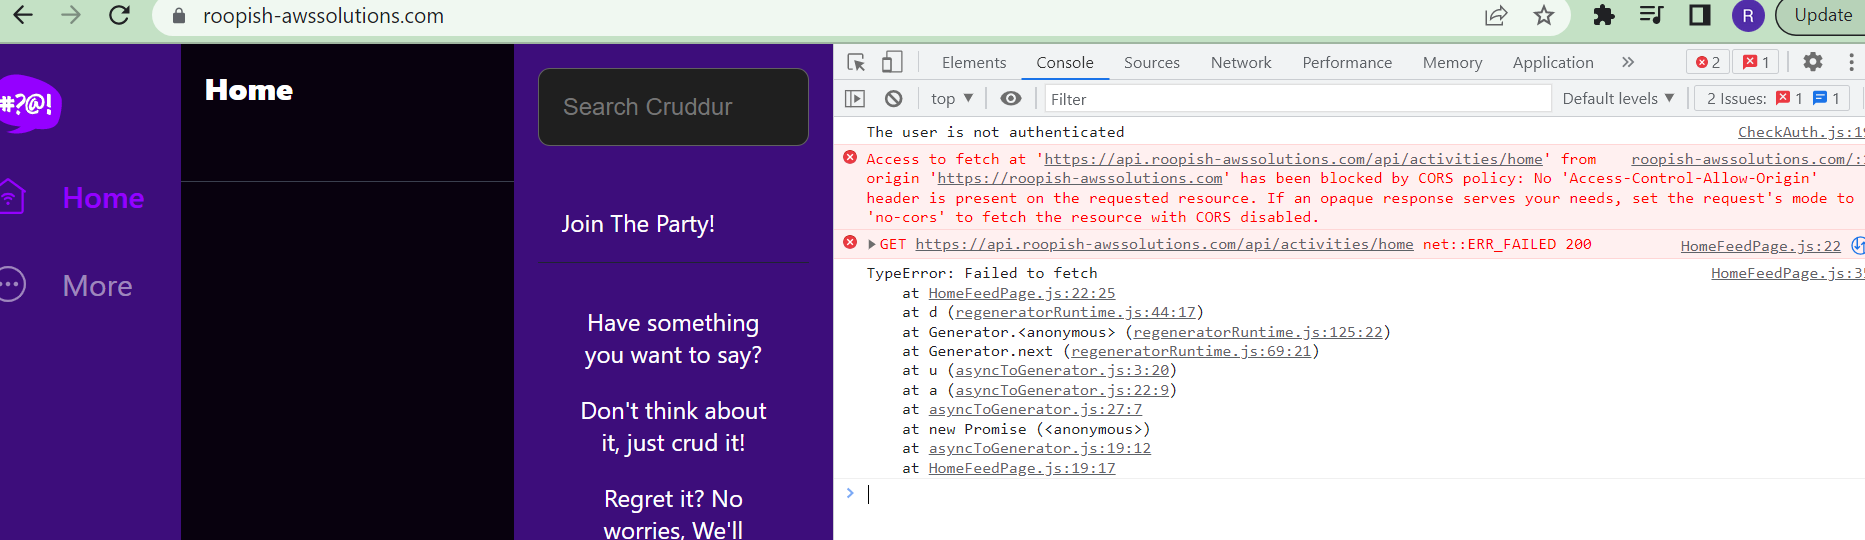 roopish-awssolutions.com
R
Update
#?@!
Home
More
Home
Search Cruddur
Join The Party!
Have something
you want to say?
Don't think about
it, just crud it!
Regret it? No
worries, We'll
Elements Console Sources Network Performance Memory Application » 2 1
top ▼ Filter Default levels ▼ 2 Issues: 1 1
The user is not authenticated CheckAuth.js:19
Access to fetch at 'https://api.roopish-awssolutions.com/api/activities/home' from roopish-awssolutions.com/:1
origin 'https://roopish-awssolutions.com' has been blocked by CORS policy: No 'Access-Control-Allow-Origin'
header is present on the requested resource. If an opaque response serves your needs, set the request's mode to
'no-cors' to fetch the resource with CORS disabled.
▶GET https://api.roopish-awssolutions.com/api/activities/home net::ERR_FAILED 200 HomeFeedPage.js:22
TypeError: Failed to fetch HomeFeedPage.js:35
at HomeFeedPage.js:22:25
at d (regeneratorRuntime.js:44:17)
at Generator.<anonymous> (regeneratorRuntime.js:125:22)
at Generator.next (regeneratorRuntime.js:69:21)
at u (asyncToGenerator.js:3:20)
at a (asyncToGenerator.js:22:9)
at asyncToGenerator.js:27:7
at new Promise (<anonymous>)
at asyncToGenerator.js:19:12
at HomeFeedPage.js:19:17
>